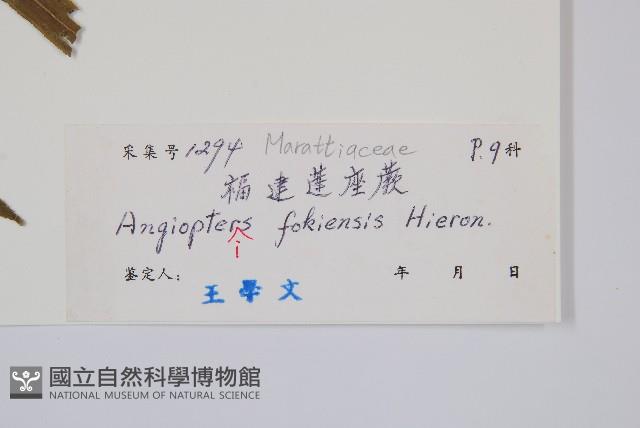 采集号 1294 Marattiaceae P.9 科
福建蓮座蕨
Angiopters fokiensis Hieron.
i
鉴定人： 年 月 日
王學文
國立自然科學博物館
NATIONAL MUSEUM OF NATURAL SCIENCE